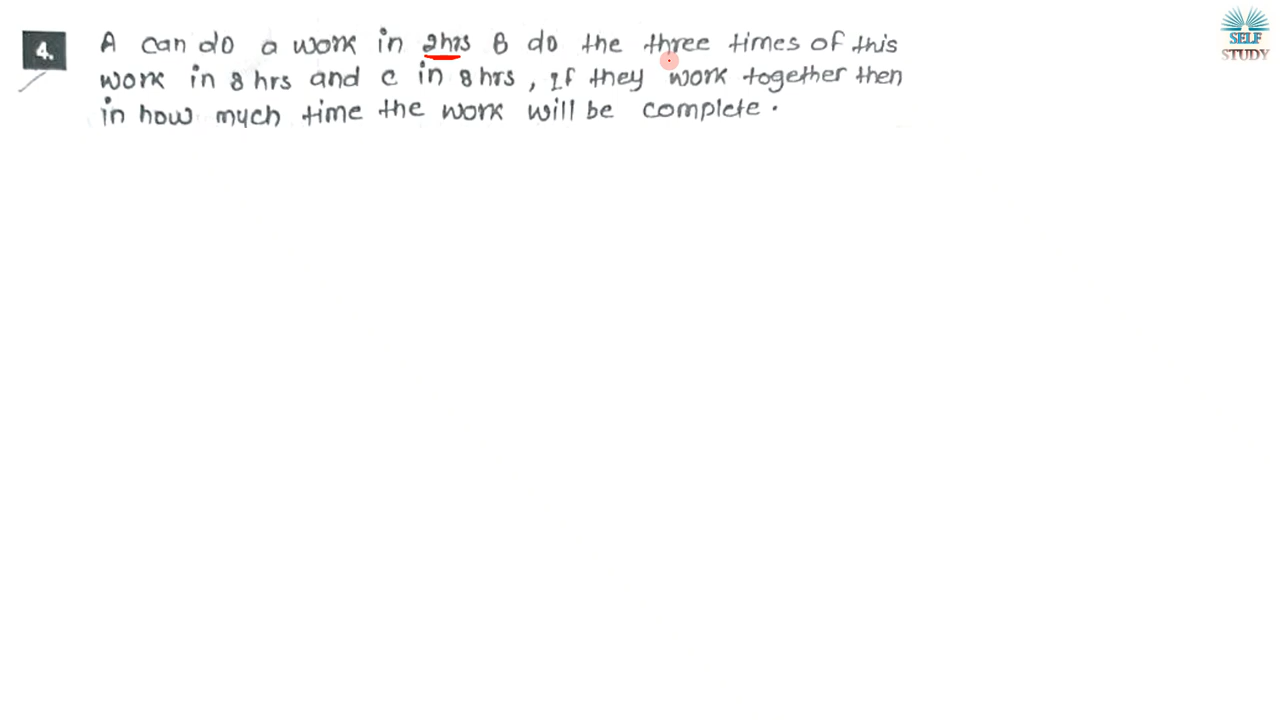 4. A can do a work in 2hrs B do the three times of this
work in 8 hrs and c in 8 hrs , If they work together then
in how much time the work will be complete .
SELF
STUDY